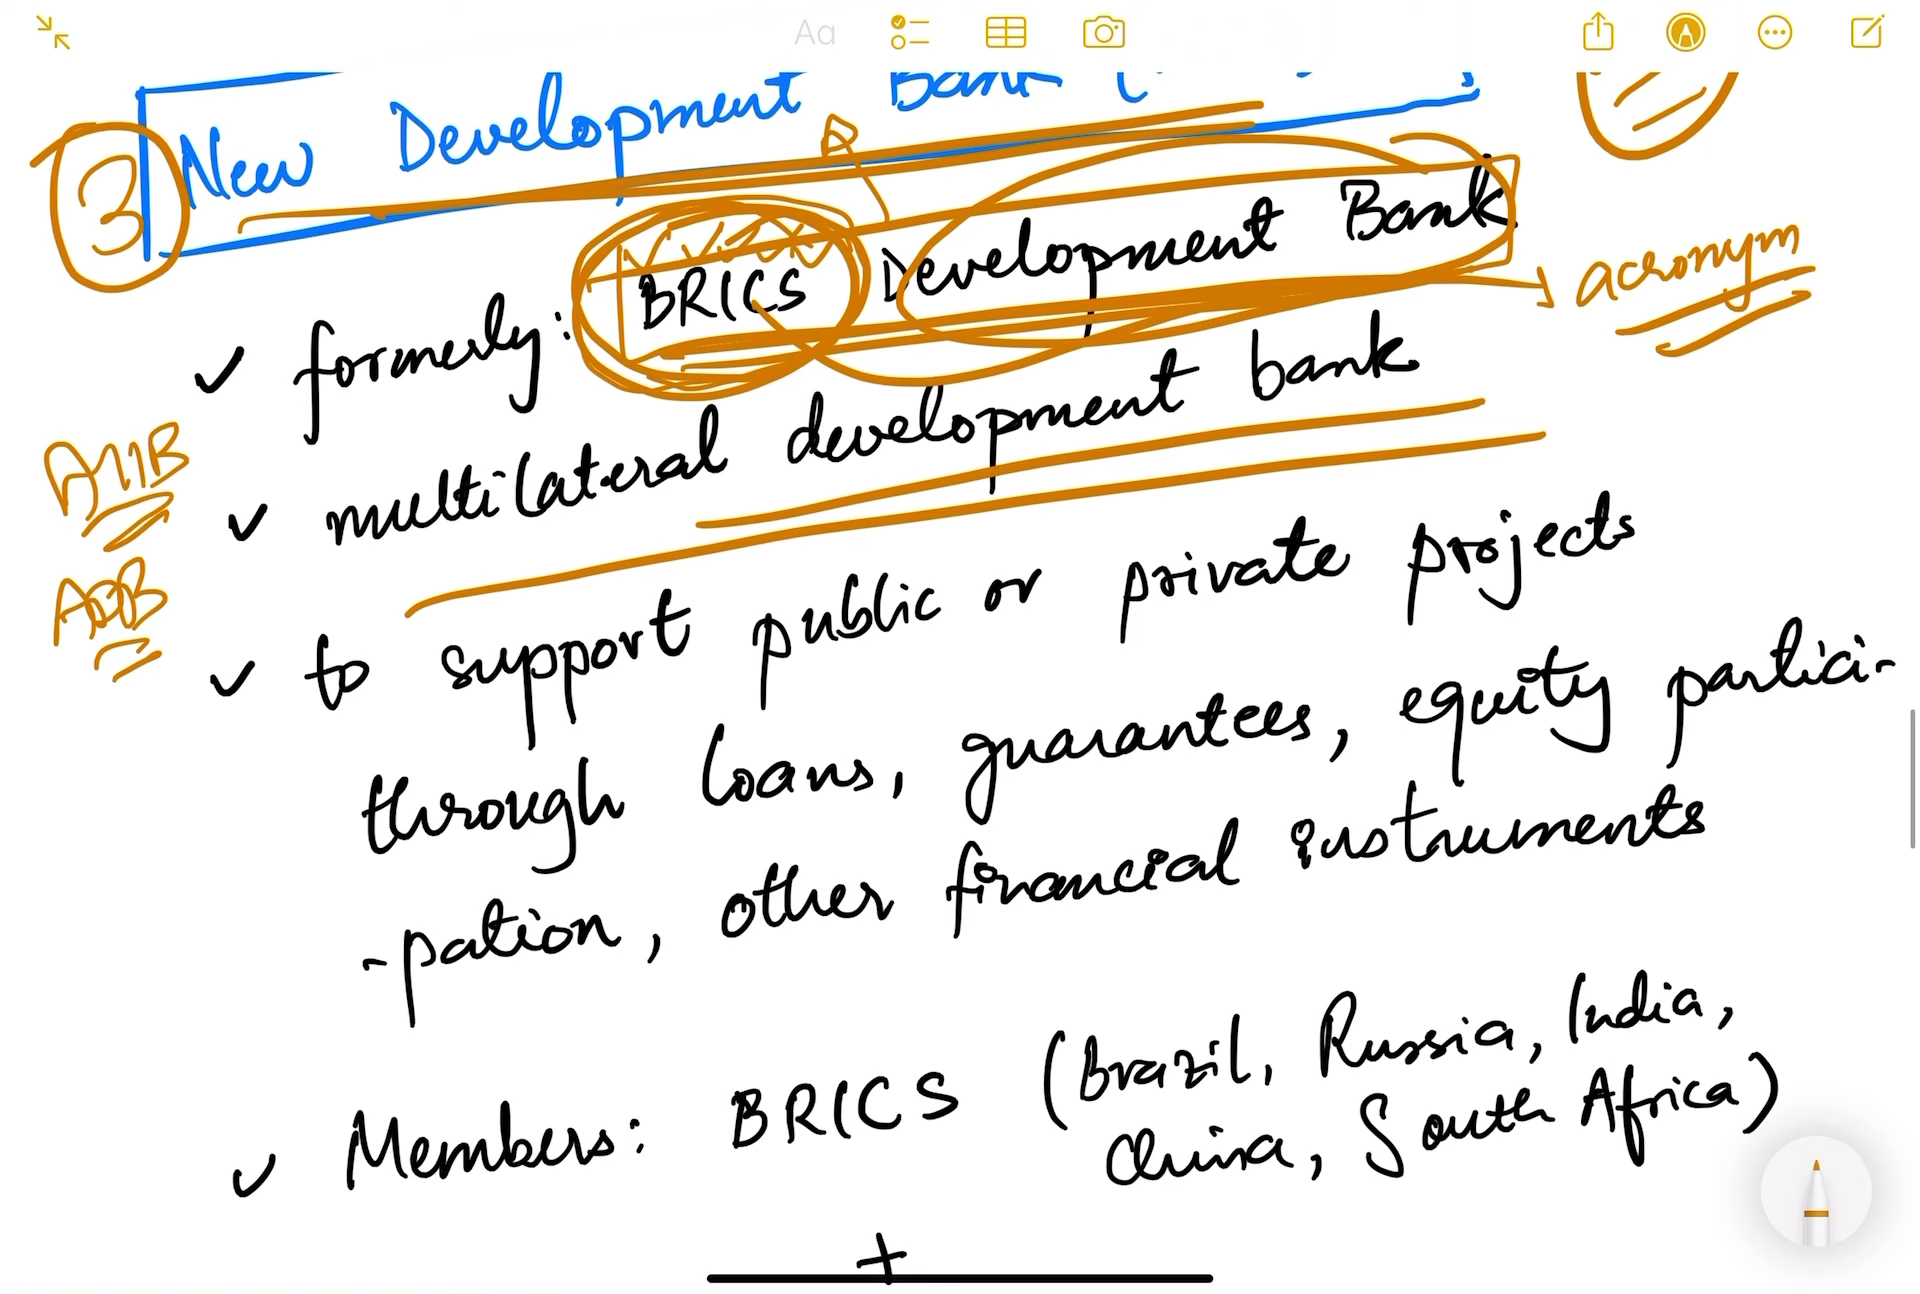 Aa
3 New Development Bank (
✓ formerly: BRICS Development Bank
acronym
AIIB
✓ multilateral development bank
ADB
✓ to support public or private projects
through loans, guarantees, equity partici-
-pation, other financial instruments
✓ Members: BRICS (Brazil, Russia, India,
China, South Africa)
+